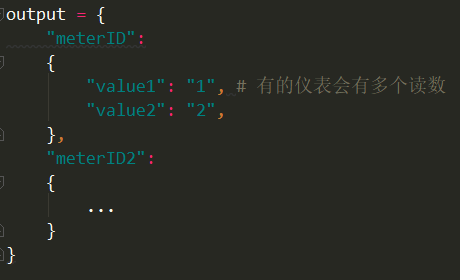 output = {
"meterID":
{
"value1": "1", # 有的仪表会有多个读数
"value2": "2",
},
"meterID2":
{
...
}
}